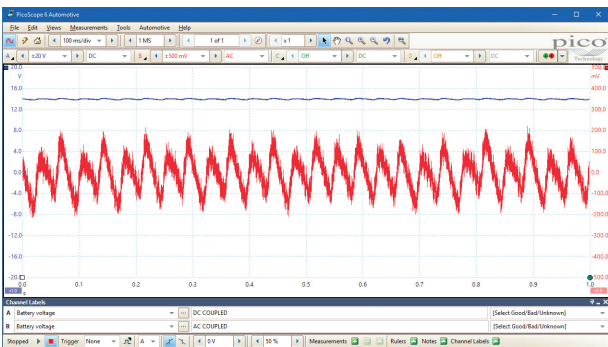 PicoScope 6 Automotive
File Edit Views Measurements Tools Automotive Help
100 ms/div 1 MS 1 of 1 x 1
pico
Technology
A ±20 V DC B ±500 mV AC C Off DC D Off DC
20.0 500.0
V mV
16.0 400.0
12.0 300.0
8.0 200.0
4.0 100.0
0.0 0.0
-4.0 -100.0
-8.0 -200.0
-12.0 -300.0
-16.0 -400.0
-20.0 -500.0
0.0 0.1 0.2 0.3 0.4 0.5 0.6 0.7 0.8 0.9 1.0
x1.0 s x1.0
Channel Labels
A Battery voltage ... DC COUPLED [Select Good/Bad/Unknown]
B Battery voltage ... AC COUPLED [Select Good/Bad/Unknown]
Stopped Trigger None A 0 V 50 % Measurements Rulers Notes Channel Labels